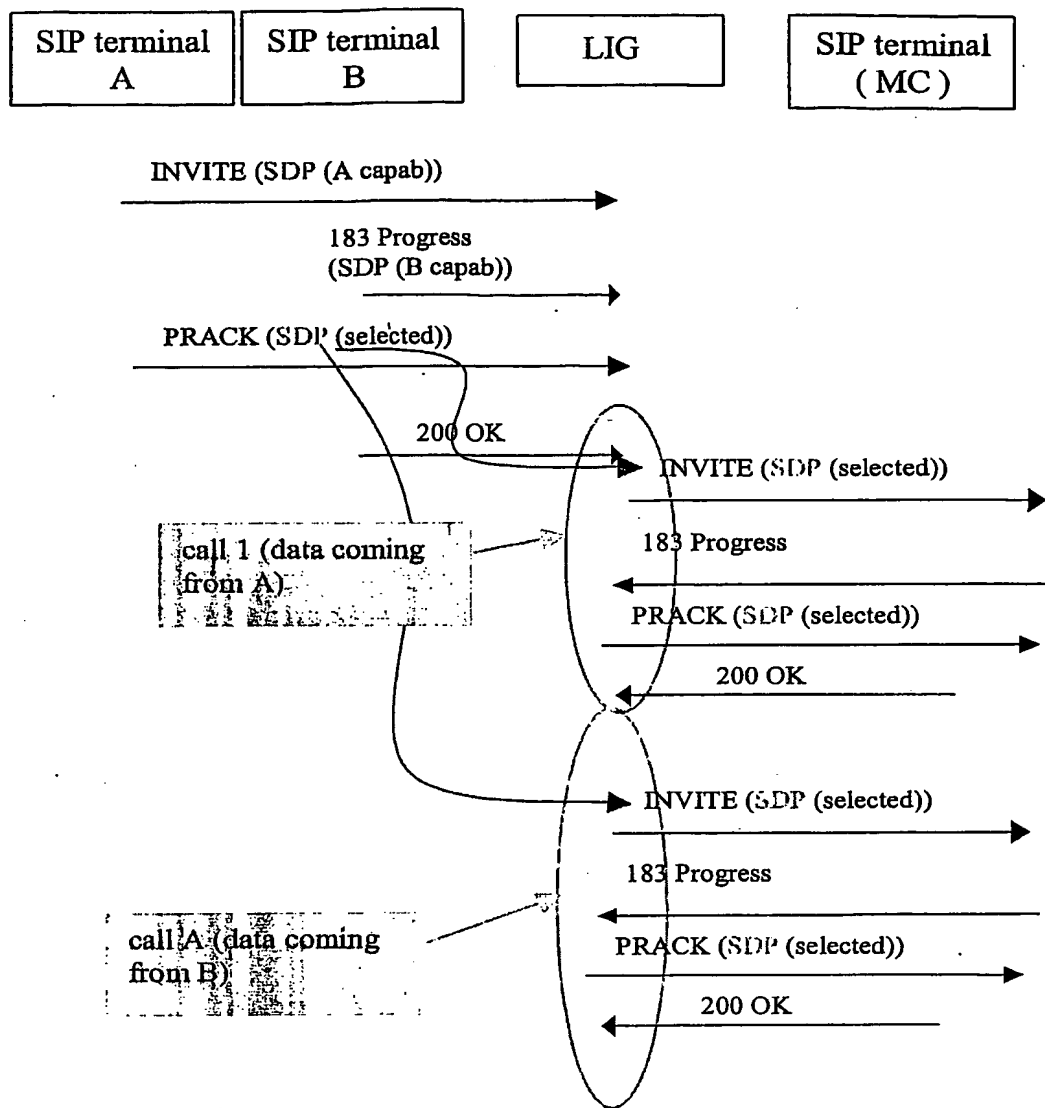 SIP terminal
A
SIP terminal
B
LIG
SIP terminal
( MC )
INVITE (SDP (A capab))
183 Progress
(SDP (B capab))
PRACK (SDP (selected))
200 OK
INVITE (SDP (selected))
call 1 (data coming
from A)
183 Progress
PRACK (SDP (selected))
200 OK
INVITE (SDP (selected))
183 Progress
call A (data coming
from B)
PRACK (SDP (selected))
200 OK